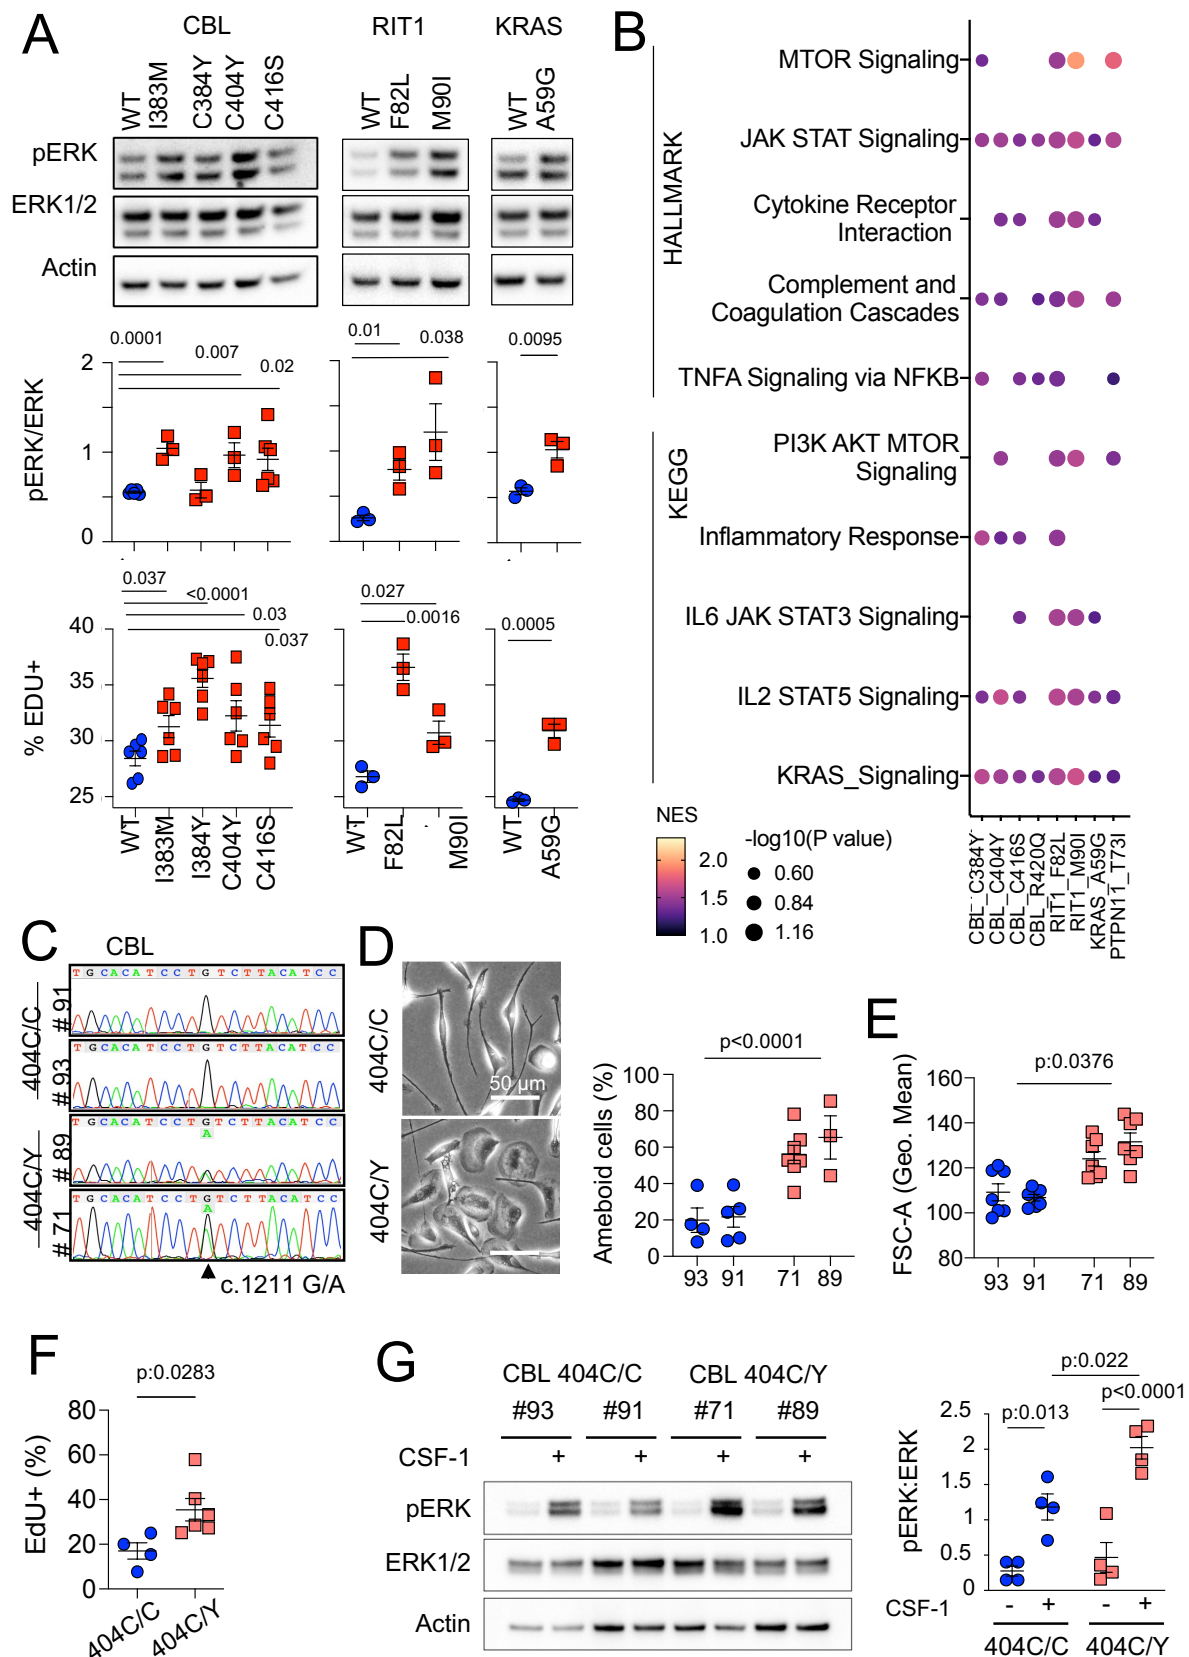 A
CBL
RIT1
KRAS
WT
I383M
C384Y
C404Y
C416S
WT
F82L
M90I
WT
A59G
pERK
ERK1/2
Actin
0.0001
0.007
0.02
0.01
0.038
0.0095
pERK/ERK
2
1
0
0.037
<0.0001
0.03
0.037
0.027
0.0016
0.0005
% EDU+
40
35
30
25
WT
I383M
I384Y
C404Y
C416S
WT
F82L
M90I
WT
A59G
B
HALLMARK
MTOR Signaling
JAK STAT Signaling
Cytokine Receptor
Interaction
Complement and
Coagulation Cascades
TNFA Signaling via NFKB
KEGG
PI3K AKT MTOR
Signaling
Inflammatory Response
IL6 JAK STAT3 Signaling
IL2 STAT5 Signaling
KRAS_Signaling
CBL_C384Y
CBL_C404Y
CBL_C416S
CBL_R420Q
RIT1_F82L
RIT1_M90I
KRAS_A59G
PTPN11_T73I
NES
2.0
1.5
1.0
-log10(P value)
0.60
0.84
1.16
C
CBL
404C/C
# 91
# 93
404C/Y
# 89
# 71
T G C A C A T C C T G T C T T A C A T C C
T G C A C A T C C T G T C T T A C A T C C
T G C A C A T C C T G T C T T A C A T C C
A
T G C A C A T C C T G T C T T A C A T C C
A
c.1211 G/A
D
404C/C
50 µm
404C/Y
p<0.0001
Ameboid cells (%)
100
80
60
40
20
0
93 91 71 89
E
p:0.0376
FSC-A (Geo. Mean)
160
140
120
100
80
93 91 71 89
F
p:0.0283
EdU+ (%)
80
60
40
20
0
404C/C
404C/Y
G
CBL 404C/C CBL 404C/Y
#93 #91 #71 #89
CSF-1 + + + +
pERK
ERK1/2
Actin
p:0.022
p:0.013
p<0.0001
pERK:ERK
2.5
2
1.5
1
0.5
0
CSF-1 - + - +
404C/C 404C/Y